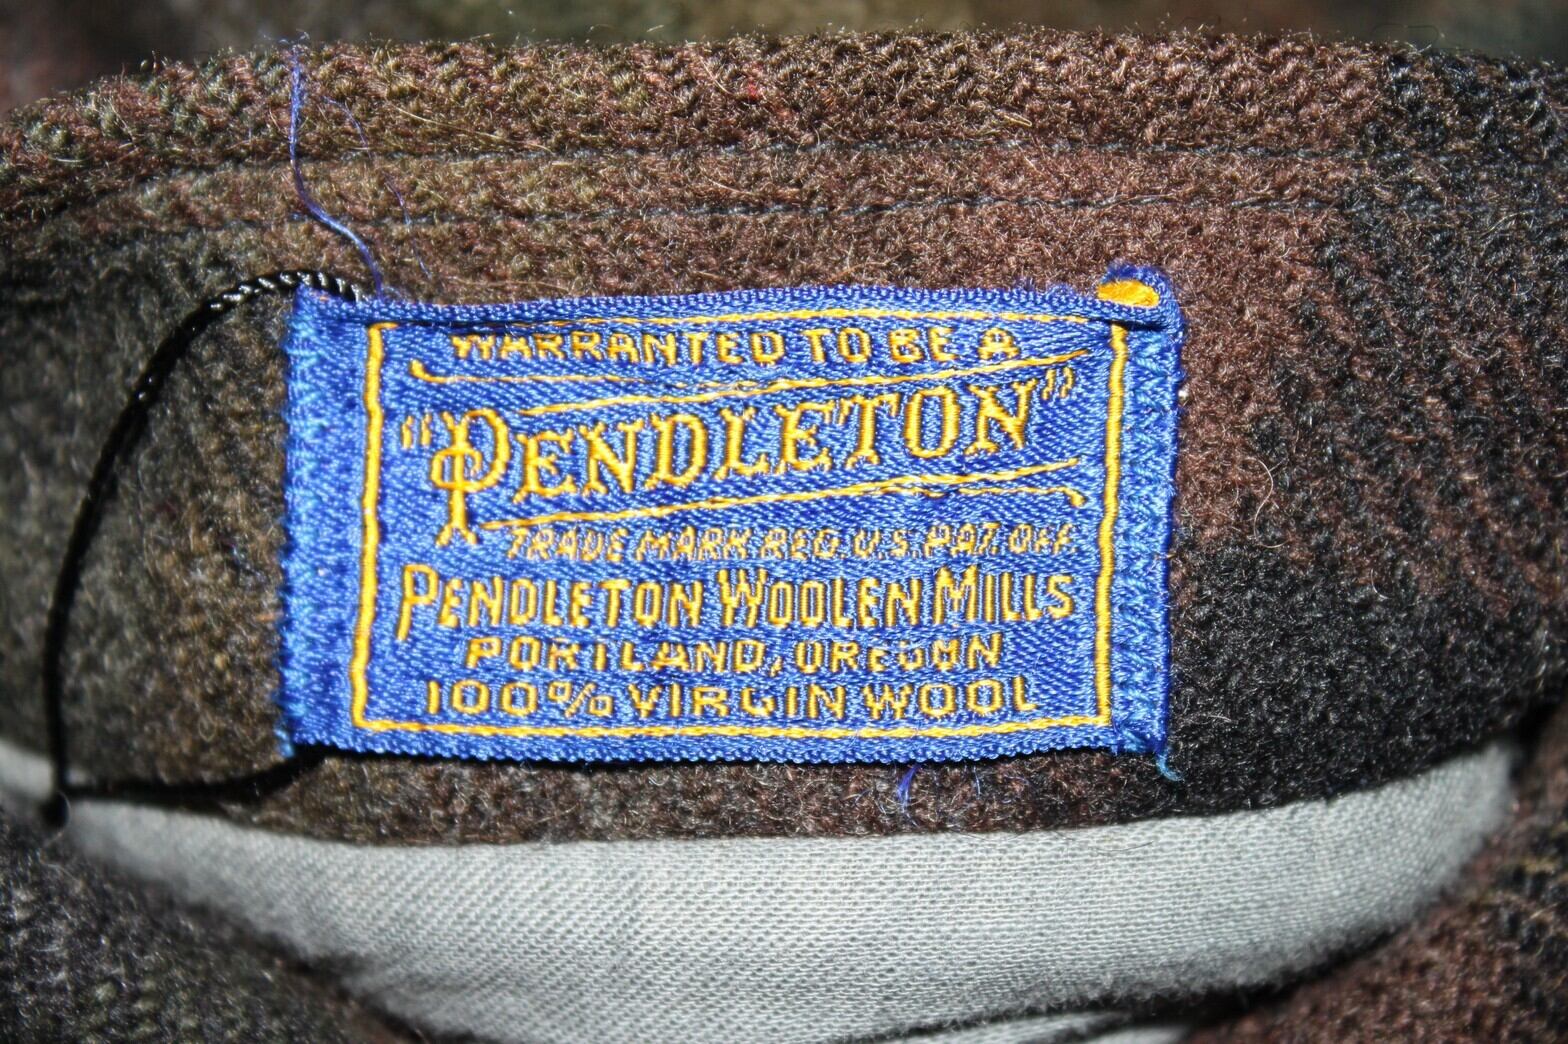 WARRANTED TO BE A
"PENDLETON"
TRADE MARK REG. U.S. PAT. OFF.
PENDLETON WOOLEN MILLS
PORTLAND, OREGON
100% VIRGIN WOOL